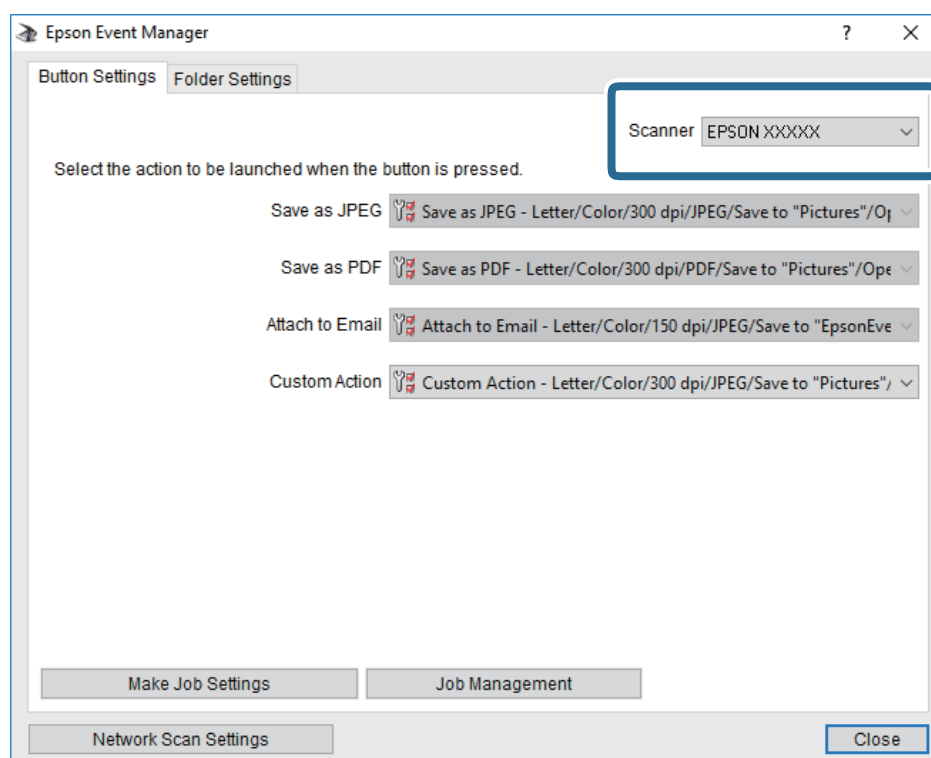 Epson Event Manager
Button Settings Folder Settings
Scanner EPSON XXXXX
Select the action to be launched when the button is pressed.
Save as JPEG Save as JPEG - Letter/Color/300 dpi/JPEG/Save to "Pictures"/Op
Save as PDF Save as PDF - Letter/Color/300 dpi/PDF/Save to "Pictures"/Ope
Attach to Email Attach to Email - Letter/Color/150 dpi/JPEG/Save to "EpsonEve
Custom Action Custom Action - Letter/Color/300 dpi/JPEG/Save to "Pictures"/
Make Job Settings Job Management
Network Scan Settings Close